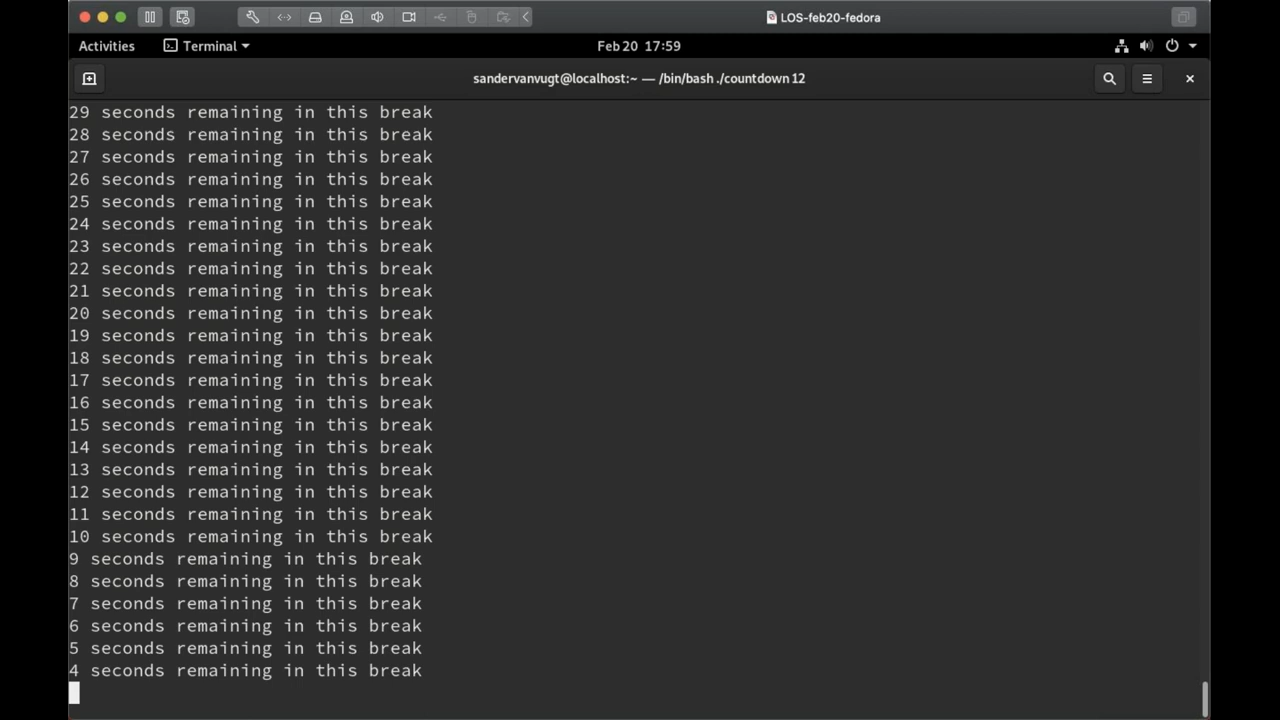 LOS-feb20-fedora
Activities Terminal Feb 20 17:59
sandervanvugt@localhost:~ — /bin/bash ./countdown 12
29 seconds remaining in this break
28 seconds remaining in this break
27 seconds remaining in this break
26 seconds remaining in this break
25 seconds remaining in this break
24 seconds remaining in this break
23 seconds remaining in this break
22 seconds remaining in this break
21 seconds remaining in this break
20 seconds remaining in this break
19 seconds remaining in this break
18 seconds remaining in this break
17 seconds remaining in this break
16 seconds remaining in this break
15 seconds remaining in this break
14 seconds remaining in this break
13 seconds remaining in this break
12 seconds remaining in this break
11 seconds remaining in this break
10 seconds remaining in this break
9 seconds remaining in this break
8 seconds remaining in this break
7 seconds remaining in this break
6 seconds remaining in this break
5 seconds remaining in this break
4 seconds remaining in this break